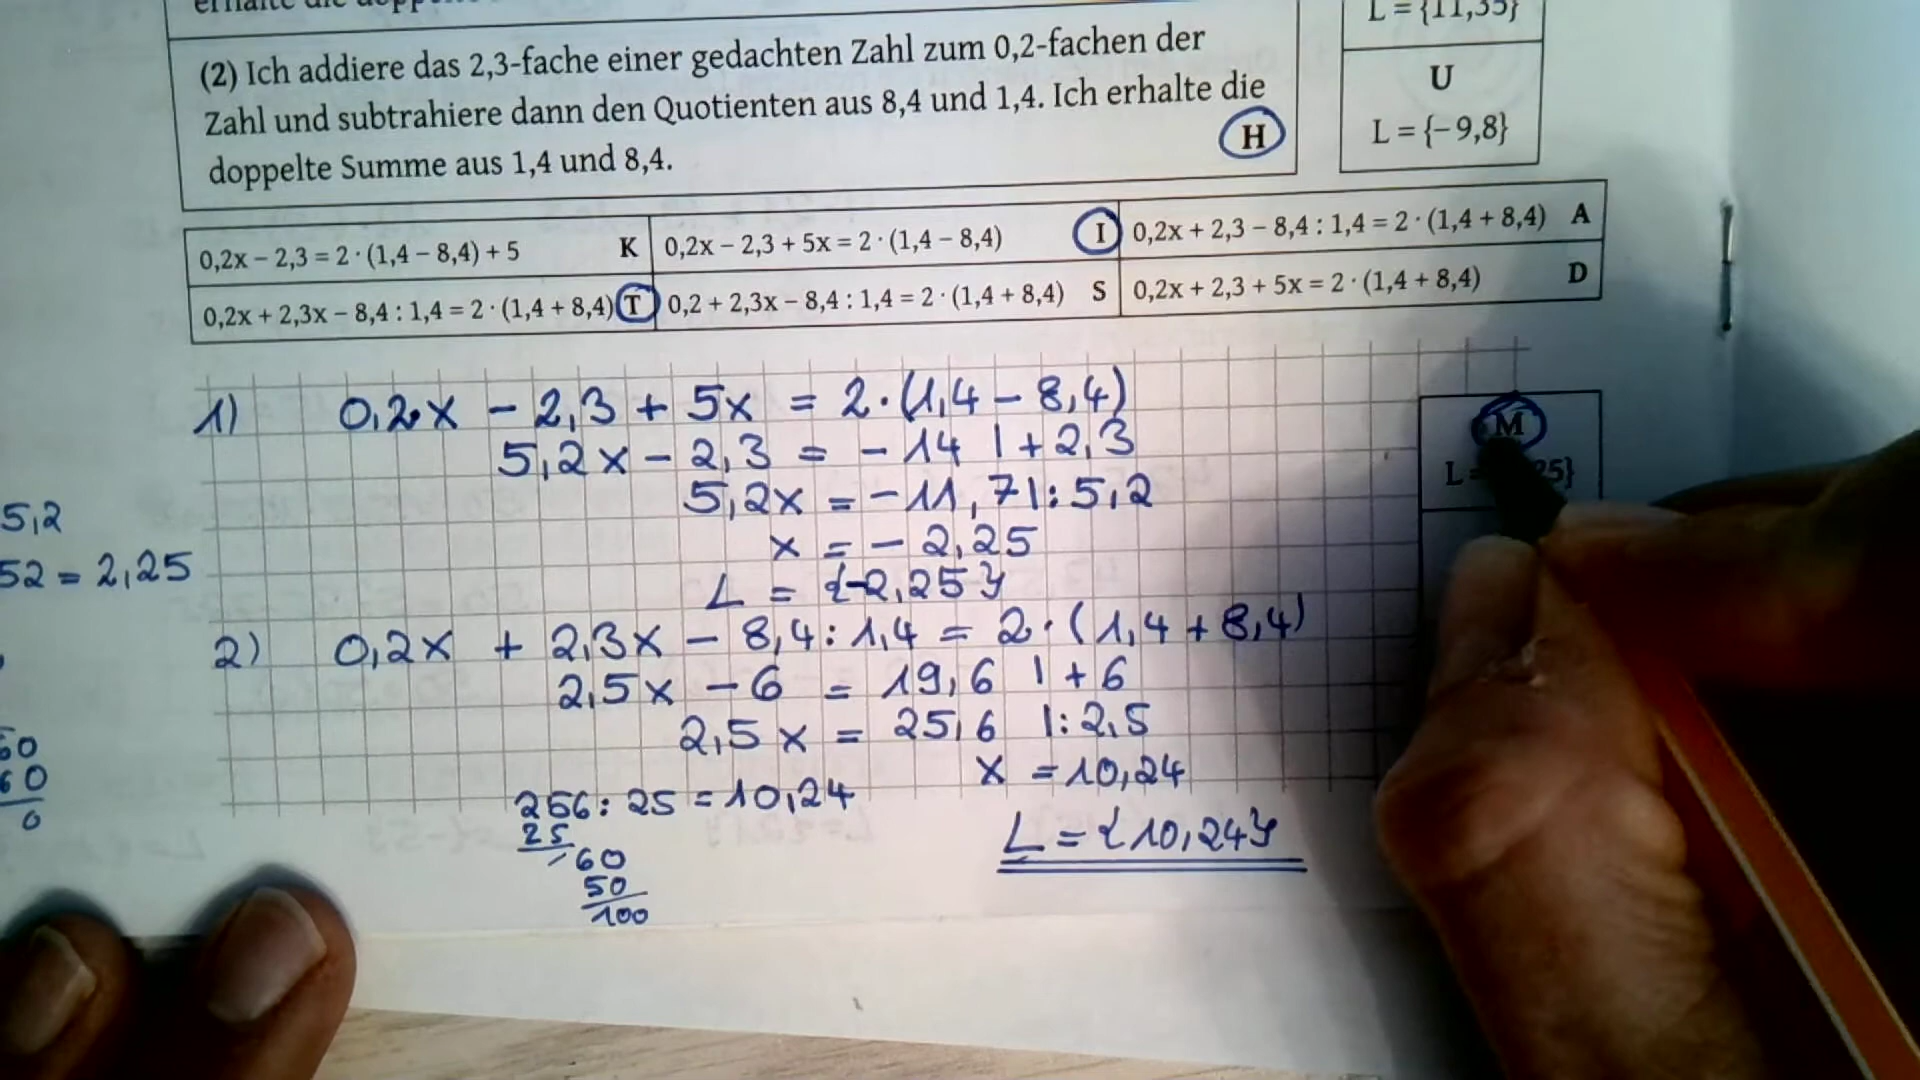 (2) Ich addiere das 2,3-fache einer gedachten Zahl zum 0,2-fachen der
Zahl und subtrahiere dann den Quotienten aus 8,4 und 1,4. Ich erhalte die
doppelte Summe aus 1,4 und 8,4.
H
L = {11,35}
U
L = {– 9,8}
0,2x – 2,3 = 2 · (1,4 – 8,4) + 5 K
0,2x – 2,3 + 5x = 2 · (1,4 – 8,4) I
0,2x + 2,3 – 8,4 : 1,4 = 2 · (1,4 + 8,4) A
0,2x + 2,3x – 8,4 : 1,4 = 2 · (1,4 + 8,4) T
0,2 + 2,3x – 8,4 : 1,4 = 2 · (1,4 + 8,4) S
0,2x + 2,3 + 5x = 2 · (1,4 + 8,4) D
1) 0,2x – 2,3 + 5x = 2·(1,4 – 8,4)
5,2x – 2,3 = – 14 | + 2,3
5,2x = – 11,7 | : 5,2
x = – 2,25
L = {-2,25}
2) 0,2x + 2,3x – 8,4 : 1,4 = 2·(1,4 + 8,4)
2,5x – 6 = 19,6 | + 6
2,5x = 25,6 | : 2,5
x = 10,24
256 : 25 = 10,24
25
60
50
100
L = {10,24}
M
5,2
52 = 2,25
60
60
0